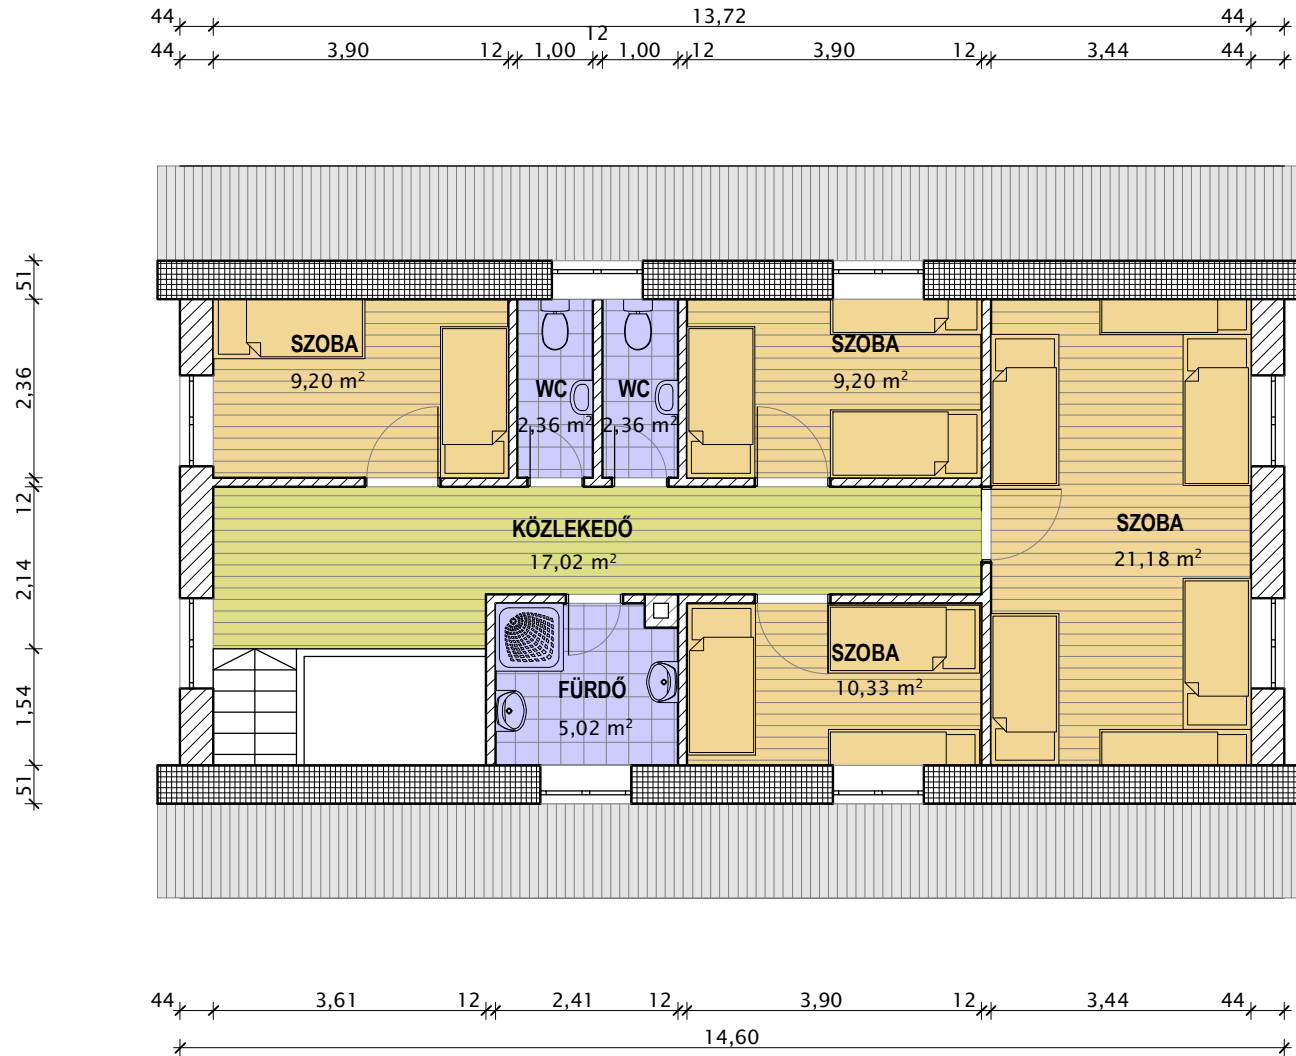 44 13,72 44
12
44 3,90 12 1,00 1,00 12 3,90 12 3,44 44
51
2,36
12
2,14
1,54
51
SZOBA
9,20 m²
WC
2,36 m²
WC
2,36 m²
SZOBA
9,20 m²
KÖZLEKEDŐ
17,02 m²
SZOBA
21,18 m²
FÜRDŐ
5,02 m²
SZOBA
10,33 m²
44 3,61 12 2,41 12 3,90 12 3,44 44
14,60